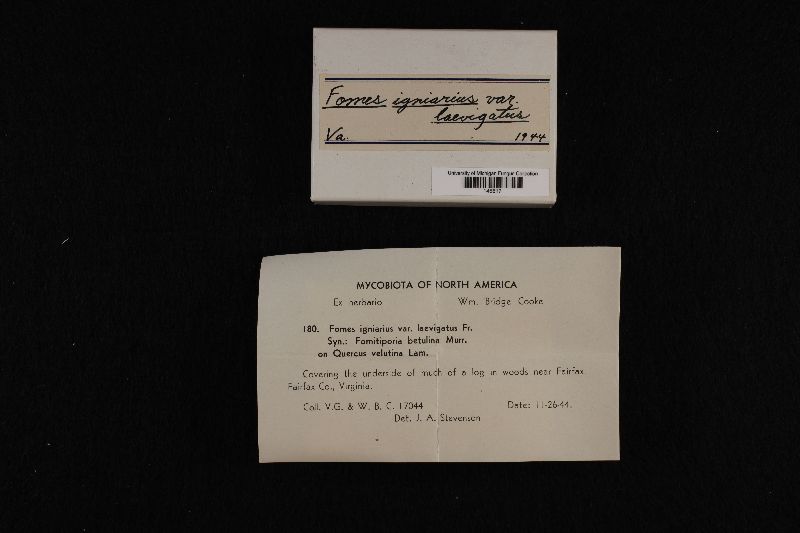 Fomes igniarius var.
laevigatus
Va. 1944
University of Michigan Fungus Collection
MYCOBIOTA OF NORTH AMERICA
Ex herbario Wm. Bridge Cooke
180. Fomes igniarius var. laevigatus Fr.
Syn.: Fomitiporia betulina Murr.
on Quercus velutina Lam.
Covering the underside of much of a log in woods near Fairfax,
Fairfax Co., Virginia.
Coll. V.G. & W. B. C. 17044 Date: 11-26-44.
Det. J. A. Stevenson